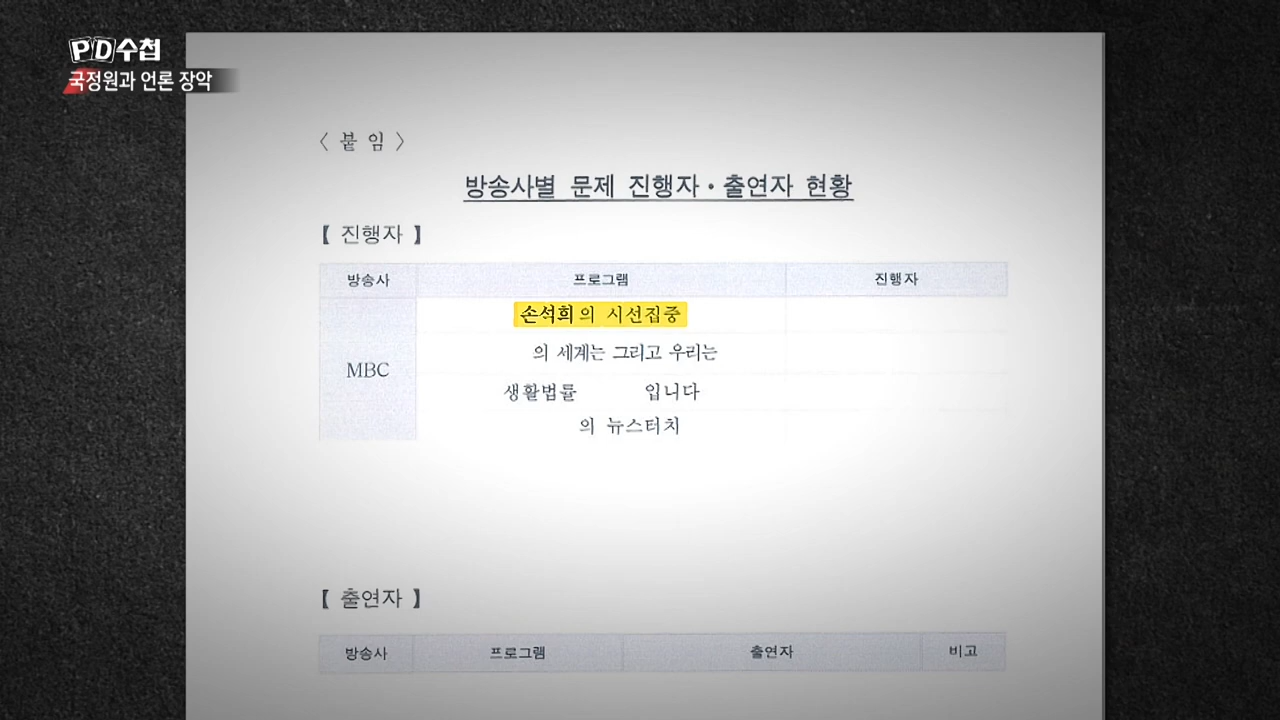 PD수첩
국정원과 언론 장악
〈 붙 임 〉
방송사별 문제 진행자·출연자 현황
【 진행자 】
방송사 프로그램 진행자
손석희의 시선집중
의 세계는 그리고 우리는
MBC
생활법률 입니다
의 뉴스터치
【 출연자 】
방송사 프로그램 출연자 비고